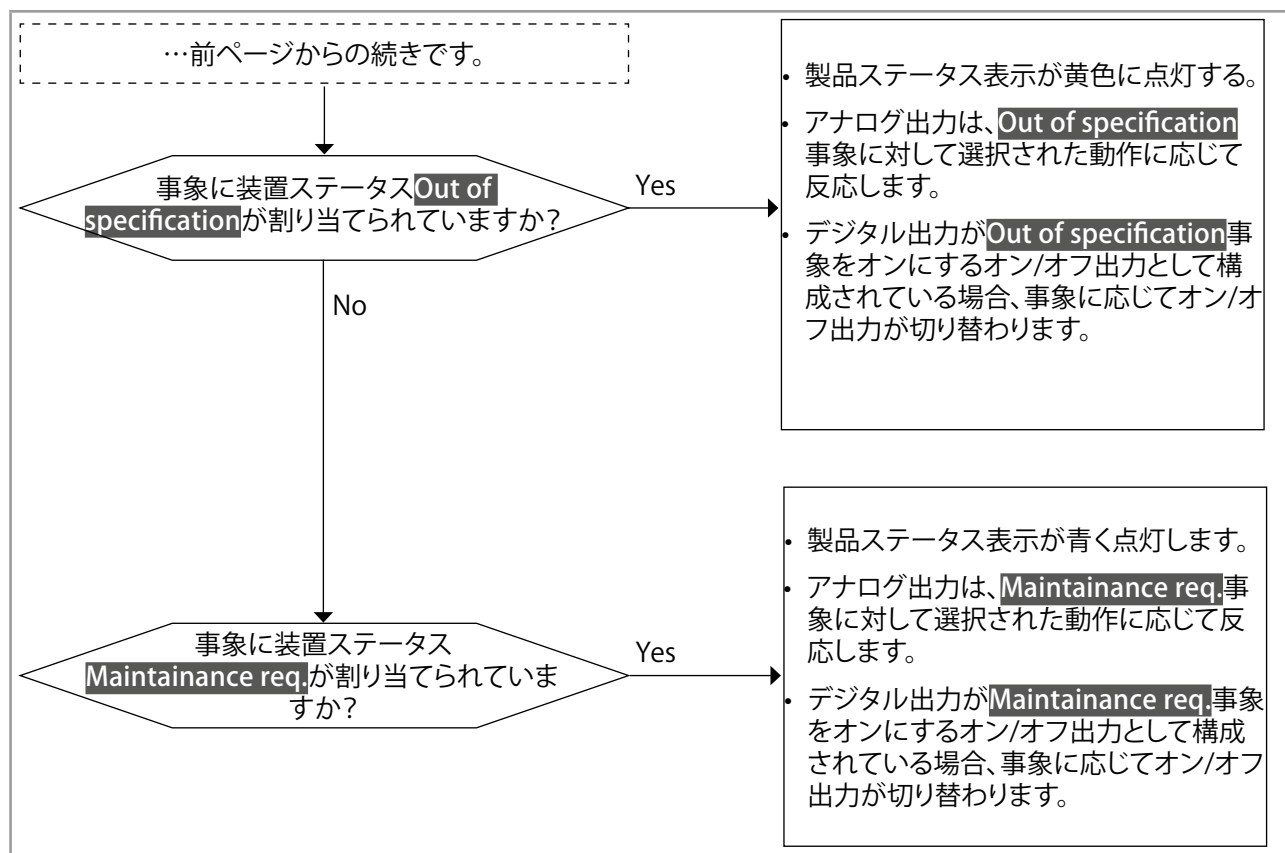 …前ページからの続きです。
事象に装置ステータスOut of
specificationが割り当てられていますか?
Yes
No
• 製品ステータス表示が黄色に点灯する。
• アナログ出力は、Out of specification
事象に対して選択された動作に応じて
反応します。
• デジタル出力がOut of specification事
象をオンにするオン/オフ出力として構
成されている場合、事象に応じてオン/オ
フ出力が切り替わります。
事象に装置ステータス
Maintainance req.が割り当てられていま
すか?
Yes
• 製品ステータス表示が青く点灯します。
• アナログ出力は、Maintainance req.事
象に対して選択された動作に応じて反
応します。
• デジタル出力がMaintainance req.事象
をオンにするオン/オフ出力として構成
されている場合、事象に応じてオン/オフ
出力が切り替わります。